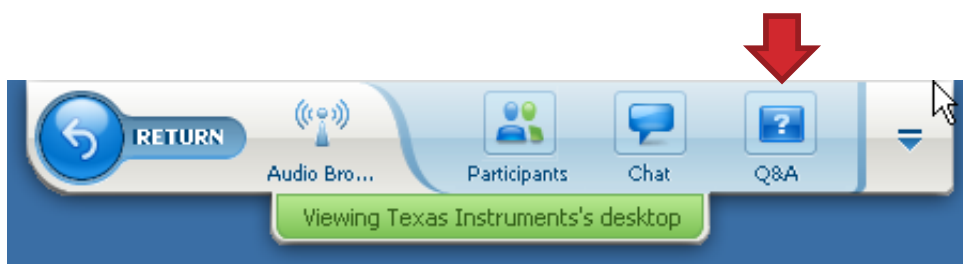 RETURN
Audio Bro...
Participants
Chat
?
Q&A
Viewing Texas Instruments's desktop